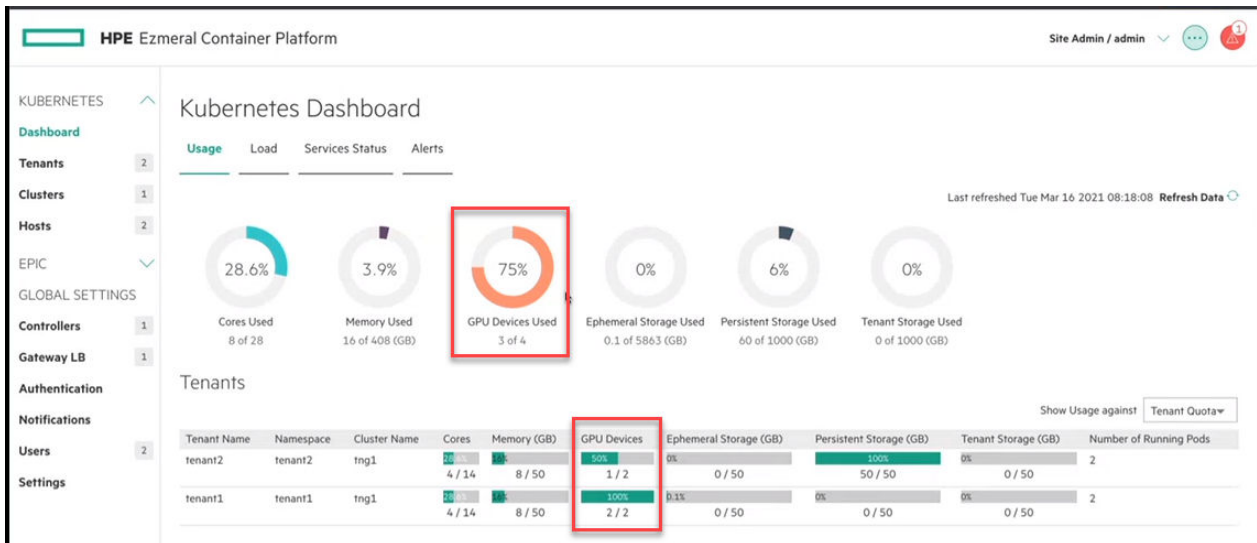 HPE Ezmeral Container Platform
Site Admin / admin
1
KUBERNETES
Dashboard
Tenants 2
Clusters 1
Hosts 2
EPIC
GLOBAL SETTINGS
Controllers 1
Gateway LB 1
Authentication
Notifications
Users 2
Settings
Kubernetes Dashboard
Usage Load Services Status Alerts
Last refreshed Tue Mar 16 2021 08:18:08 Refresh Data
28.6% 3.9% 75% 0% 6% 0%
Cores Used Memory Used GPU Devices Used Ephemeral Storage Used Persistent Storage Used Tenant Storage Used
8 of 28 16 of 408 (GB) 3 of 4 0.1 of 5863 (GB) 60 of 1000 (GB) 0 of 1000 (GB)
Tenants
Show Usage against Tenant Quota
Tenant Name Namespace Cluster Name Cores Memory (GB) GPU Devices Ephemeral Storage (GB) Persistent Storage (GB) Tenant Storage (GB) Number of Running Pods
28.6% 16% 50% 0% 100% 0%
tenant2 tenant2 tng1 4 / 14 8 / 50 1 / 2 0 / 50 50 / 50 0 / 50 2
28.6% 16% 100% 0.1% 0% 0%
tenant1 tenant1 tng1 4 / 14 8 / 50 2 / 2 0 / 50 0 / 50 0 / 50 2